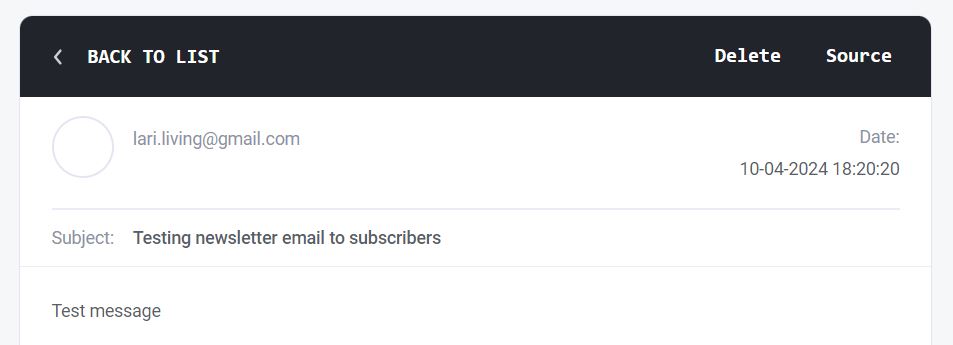 BACK TO LIST
Delete
Source
lari.living@gmail.com
Date:
10-04-2024 18:20:20
Subject: Testing newsletter email to subscribers
Test message